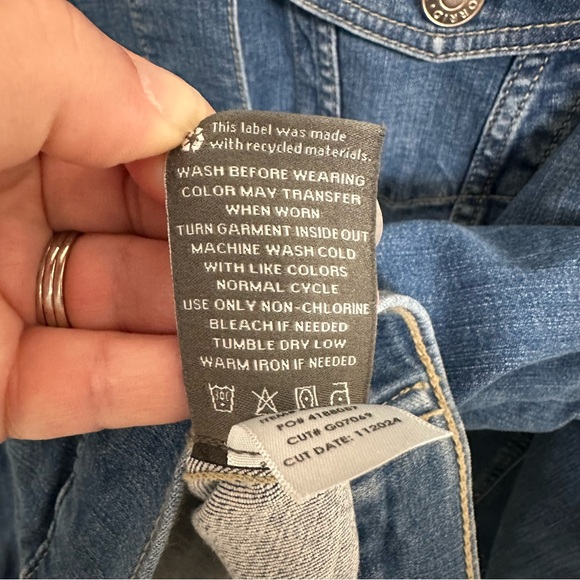 This label was made
with recycled materials.
WASH BEFORE WEARING
COLOR MAY TRANSFER
WHEN WORN
TURN GARMENT INSIDE OUT
MACHINE WASH COLD
WITH LIKE COLORS
NORMAL CYCLE
USE ONLY NON-CHLORINE
BLEACH IF NEEDED
TUMBLE DRY LOW
WARM IRON IF NEEDED
CUT# G07069
CUT DATE: 112024